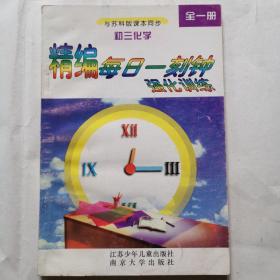 与苏科版课本同步
全一册
初三化学
精编每日一刻钟
强化训练
XII
IX
III
江苏少年儿童出版社
南京大学出版社